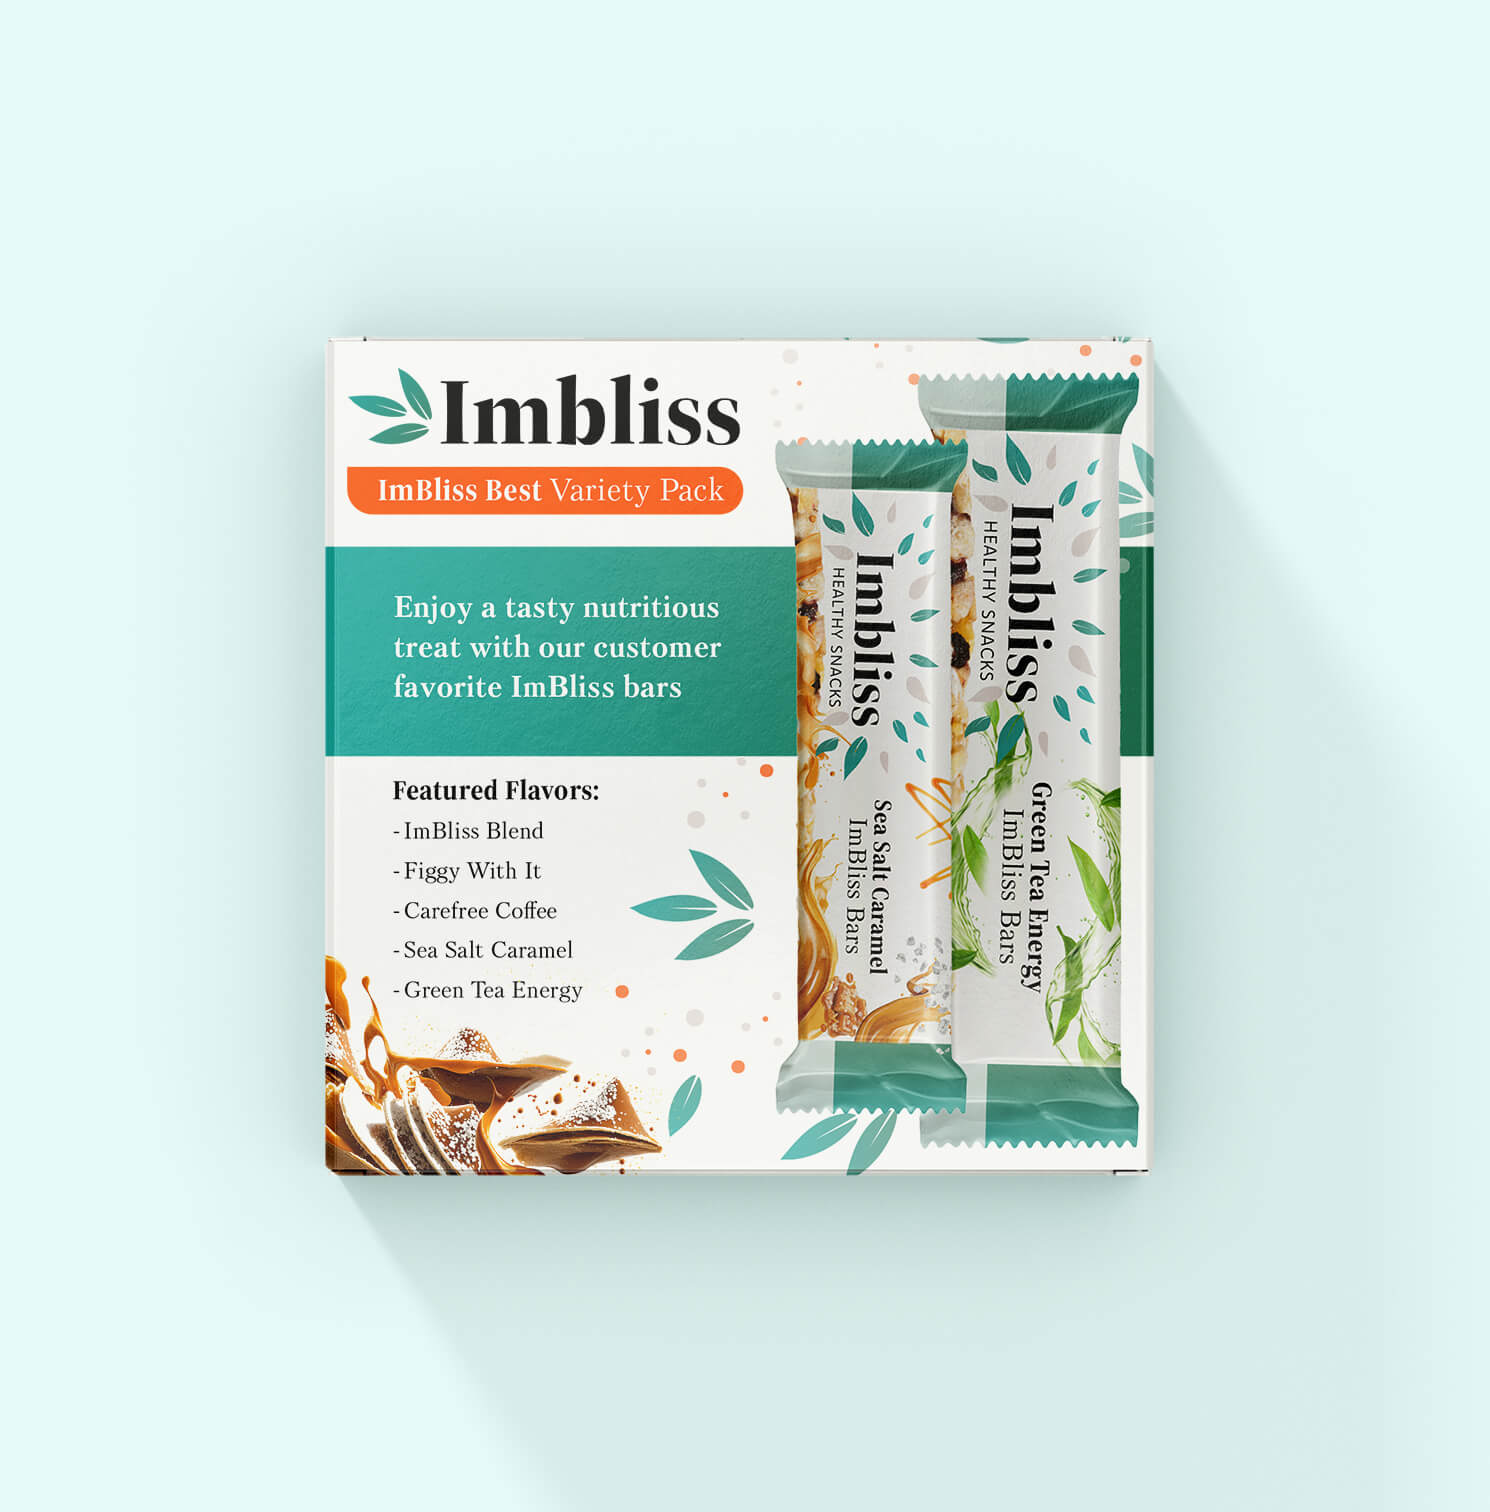 Imbliss
ImBliss Best Variety Pack
Enjoy a tasty nutritious
treat with our customer
favorite ImBliss bars
Featured Flavors:
-ImBliss Blend
-Figgy With It
-Carefree Coffee
-Sea Salt Caramel
-Green Tea Energy
Imbliss
HEALTHY SNACKS
Sea Salt Caramel
ImBliss Bars
Imbliss
HEALTHY SNACKS
Green Tea Energy
ImBliss Bars